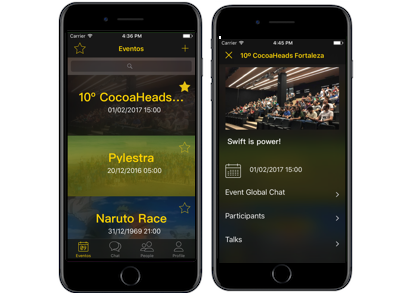 Carrier
4:36 PM
Eventos
10º CocoaHeads...
01/02/2017 15:00
Pylestra
20/12/2016 05:00
Naruto Race
31/12/1969 21:00
Eventos
Chat
People
Profile
Carrier
4:45 PM
10º CocoaHeads Fortaleza
Swift is power!
01/02/2017 15:00
Event Global Chat
Participants
Talks